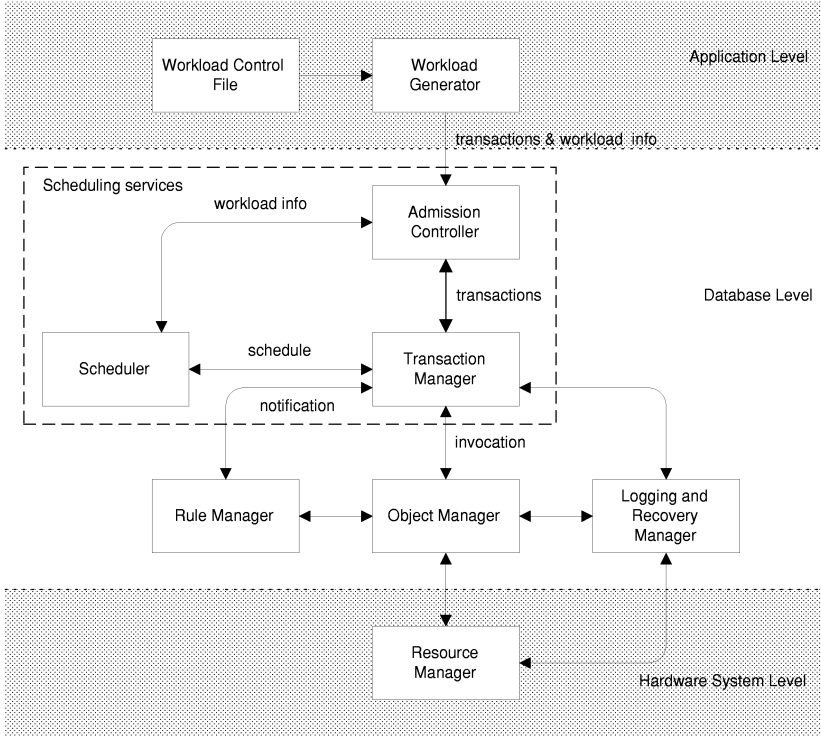 Workload Control
File
Workload
Generator
Application Level
transactions & workload info
Scheduling services
workload info
Admission
Controller
transactions
Database Level
Scheduler
schedule
Transaction
Manager
notification
invocation
Rule Manager
Object Manager
Logging and
Recovery
Manager
Resource
Manager
Hardware System Level